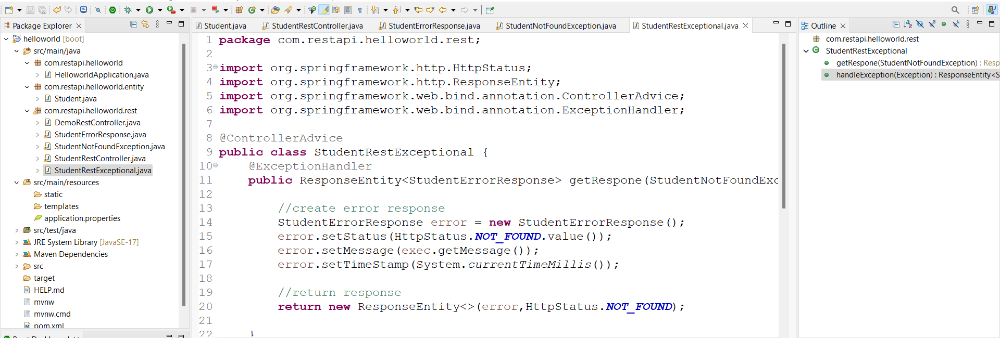 Package Explorer
helloworld [boot]
src/main/java
com.restapi.helloworld
HelloworldApplication.java
com.restapi.helloworld.entity
Student.java
com.restapi.helloworld.rest
DemoRestController.java
StudentErrorResponse.java
StudentNotFoundException.java
StudentRestController.java
StudentRestExceptional.java
src/main/resources
static
templates
application.properties
src/test/java
JRE System Library [JavaSE-17]
Maven Dependencies
src
target
HELP.md
mvnw
mvnw.cmd
pom.xml
Student.java StudentRestController.java StudentErrorResponse.java StudentNotFoundException.java StudentRestExceptional.java
1 package com.restapi.helloworld.rest;
2
3 import org.springframework.http.HttpStatus;
4 import org.springframework.http.ResponseEntity;
5 import org.springframework.web.bind.annotation.ControllerAdvice;
6 import org.springframework.web.bind.annotation.ExceptionHandler;
7
8 @ControllerAdvice
9 public class StudentRestExceptional {
10 @ExceptionHandler
11 public ResponseEntity<StudentErrorResponse> getRespone(StudentNotFoundExc
12
13 //create error response
14 StudentErrorResponse error = new StudentErrorResponse();
15 error.setStatus(HttpStatus.NOT_FOUND.value());
16 error.setMessage(exec.getMessage());
17 error.setTimeStamp(System.currentTimeMillis());
18
19 //return response
20 return new ResponseEntity<>(error,HttpStatus.NOT_FOUND);
21
22 }
Outline
com.restapi.helloworld.rest
StudentRestExceptional
getRespone(StudentNotFoundException) : Resp
handleException(Exception) : ResponseEntity<S